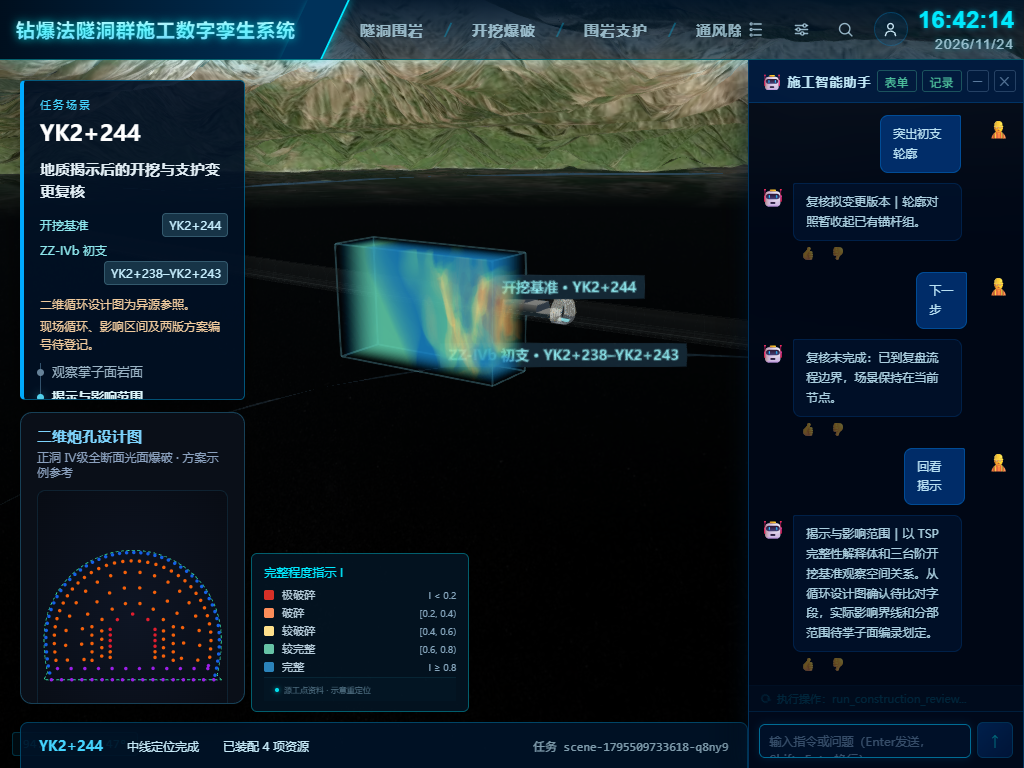 钻爆法隧洞群施工数字孪生系统
隧洞围岩 / 开挖爆破 / 围岩支护 / 通风除
16:42:14
2026/11/24
任务场景
YK2+244
地质揭示后的开挖与支护变
更复核
开挖基准 YK2+244
ZZ-IVb 初支
YK2+238—YK2+243
二维循环设计图为异源参照。
现场循环、影响区间及两版方案编
号待登记。
观察掌子面岩面
揭示与影响范围
二维炮孔设计图
正洞 IV级全断面光面爆破 · 方案示
例参考
开挖基准 • YK2+244
ZZ-IVb 初支 • YK2+238—YK2+243
完整程度指示 I
极破碎 I < 0.2
破碎 [0.2, 0.4)
较破碎 [0.4, 0.6)
较完整 [0.6, 0.8)
完整 I ≥ 0.8
源工点资料 · 示意重定位
YK2+244 中线定位完成 已装配 4 项资源 任务 scene-1795509733618-q8ny9
施工智能助手 表单 记录
突出初支
轮廓
复核拟变更版本 | 轮廓对
照暂收起已有锚杆组。
下一
步
复核未完成：已到复盘流
程边界，场景保持在当前
节点。
回看
揭示
揭示与影响范围 | 以 TSP
完整性解释体和三台阶开
挖基准观察空间关系。从
循环设计图确认待比对字
段，实际影响界线和分部
范围待掌子面编录划定。
执行操作：run_construction_review...
输入指令或问题（Enter发送，